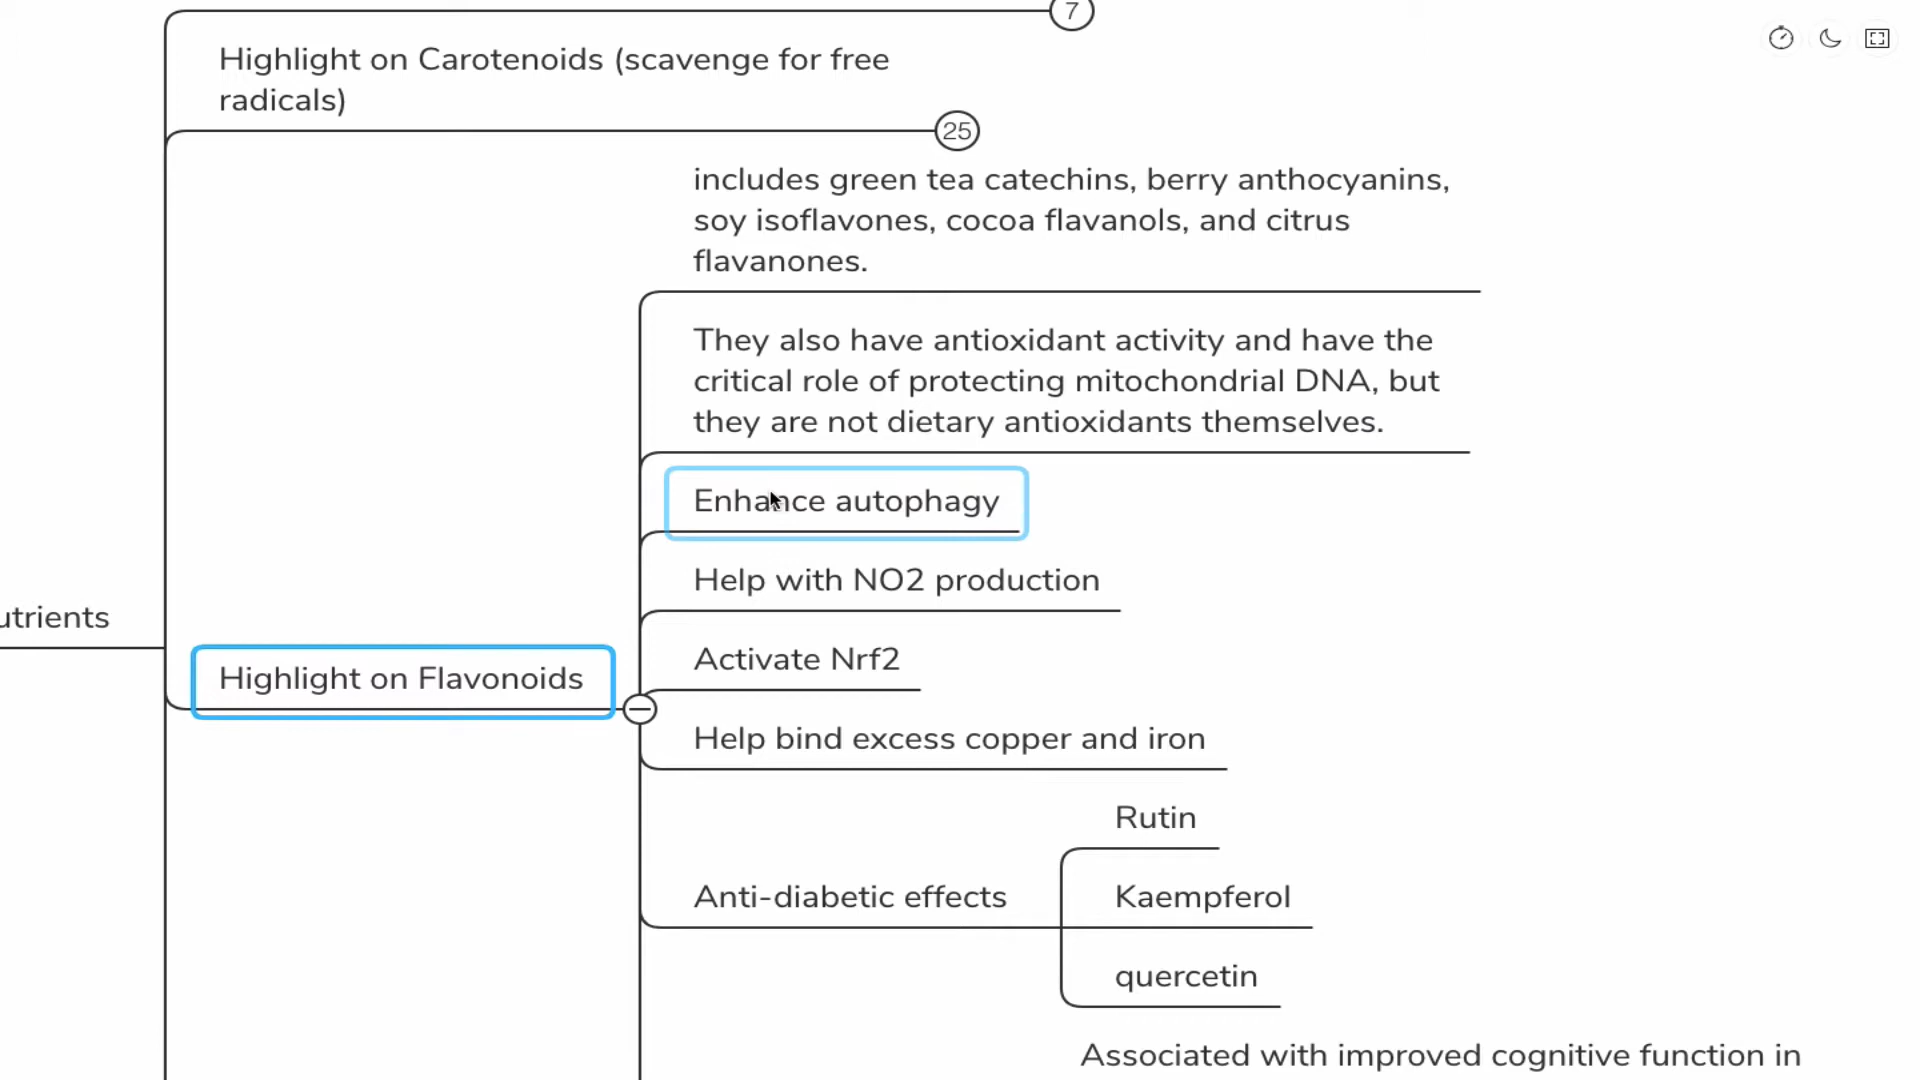 7
Highlight on Carotenoids (scavenge for free
radicals)
25
includes green tea catechins, berry anthocyanins,
soy isoflavones, cocoa flavanols, and citrus
flavanones.
They also have antioxidant activity and have the
critical role of protecting mitochondrial DNA, but
they are not dietary antioxidants themselves.
Enhance autophagy
Help with NO2 production
utrients
Activate Nrf2
Highlight on Flavonoids
Help bind excess copper and iron
Rutin
Anti-diabetic effects
Kaempferol
quercetin
Associated with improved cognitive function in